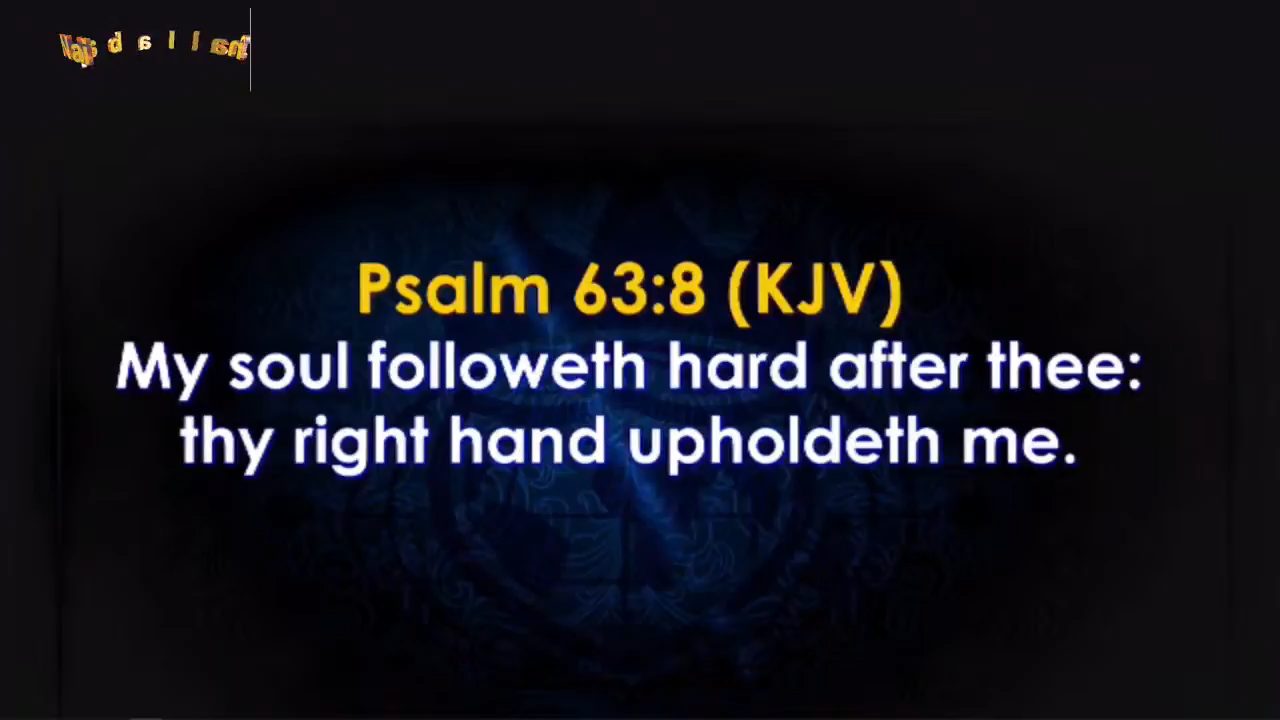 Psalm 63:8 (KJV)
My soul followeth hard after thee:
thy right hand upholdeth me.